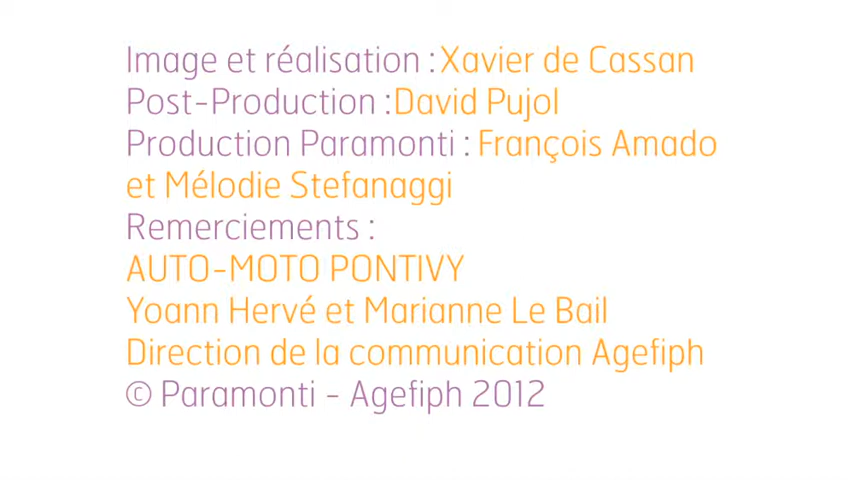 Image et réalisation : Xavier de Cassan
Post-Production : David Pujol
Production Paramonti : François Amado
et Mélodie Stefanaggi
Remerciements :
AUTO-MOTO PONTIVY
Yoann Hervé et Marianne Le Bail
Direction de la communication Agefiph
© Paramonti - Agefiph 2012